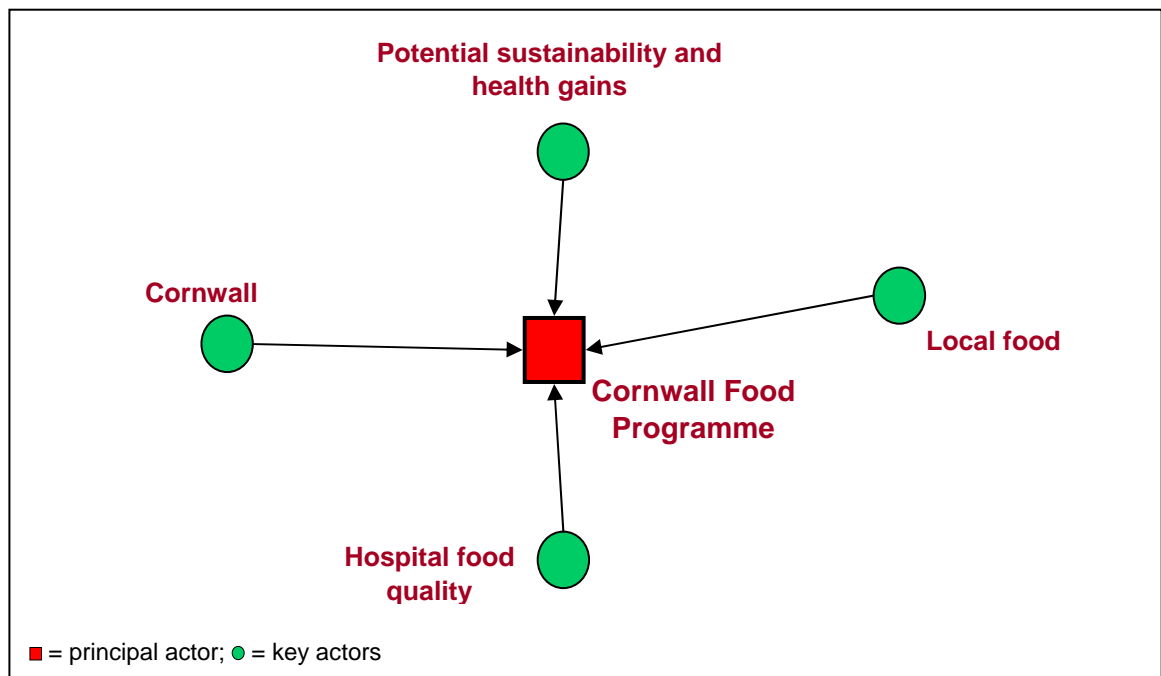 Potential sustainability and
health gains
Cornwall
Local food
Cornwall Food
Programme
Hospital food
quality
= principal actor; = key actors